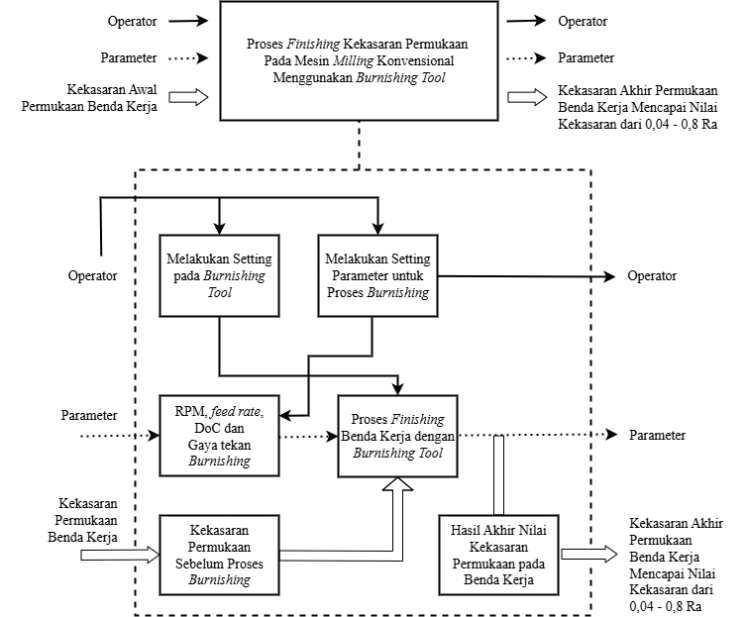 Operator
Proses Finishing Kekasaran Permukaan
Pada Mesin Milling Konvensional
Menggunakan Burnishing Tool
Operator
Parameter
Parameter
Kekasaran Awal
Permukaan Benda Kerja
Kekasaran Akhir Permukaan
Benda Kerja Mencapai Nilai
Kekasaran dari 0,04 - 0,8 Ra
Operator
Melakukan Setting
pada Burnishing
Tool
Melakukan Setting
Parameter untuk
Proses Burnishing
Operator
Parameter
RPM, feed rate,
DoC dan
Gaya tekan
Burnishing
Proses Finishing
Benda Kerja dengan
Burnishing Tool
Parameter
Kekasaran
Permukaan
Benda Kerja
Kekasaran
Permukaan
Sebelum Proses
Burnishing
Hasil Akhir Nilai
Kekasaran
Permukaan pada
Benda Kerja
Kekasaran Akhir
Permukaan
Benda Kerja
Mencapai Nilai
Kekasaran dari
0,04 - 0,8 Ra